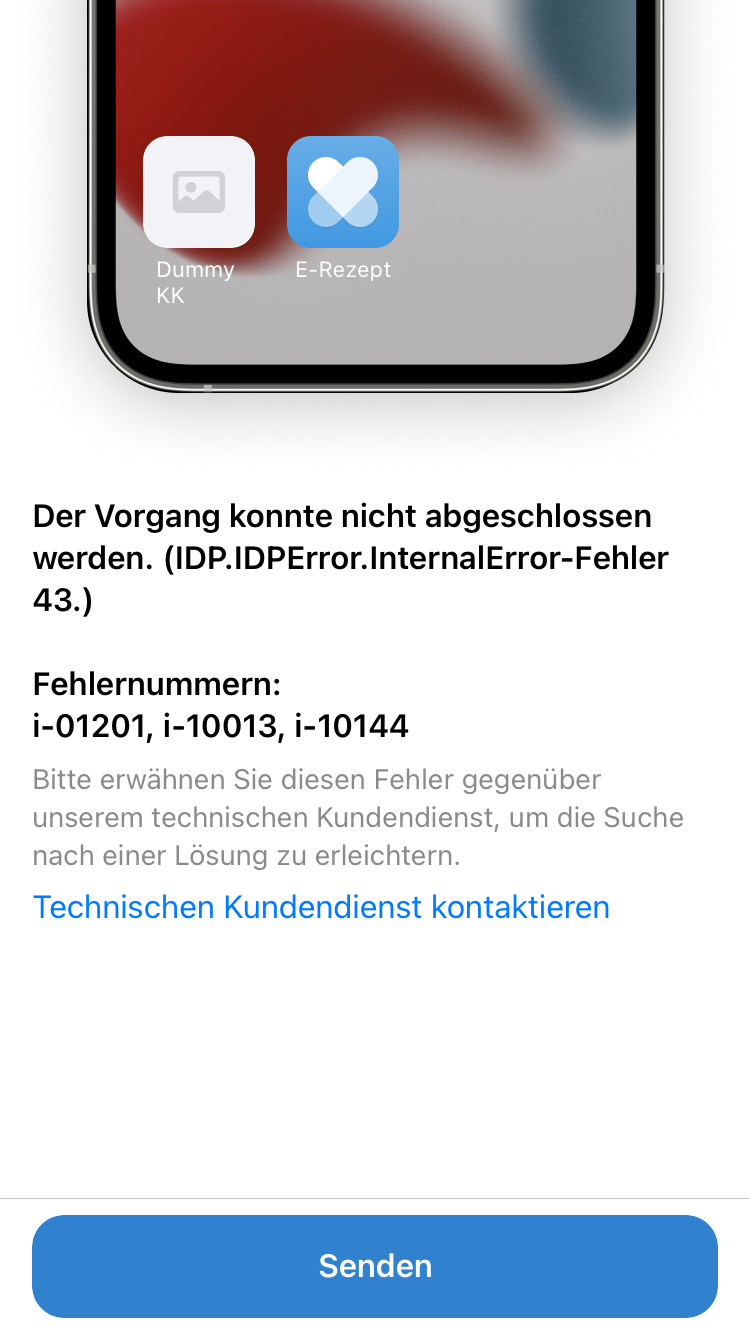 Dummy
KK
E-Rezept
Der Vorgang konnte nicht abgeschlossen
werden. (IDP.IDPError.InternalError-Fehler
43.)
Fehlernummern:
i-01201, i-10013, i-10144
Bitte erwähnen Sie diesen Fehler gegenüber
unserem technischen Kundendienst, um die Suche
nach einer Lösung zu erleichtern.
Technischen Kundendienst kontaktieren
Senden